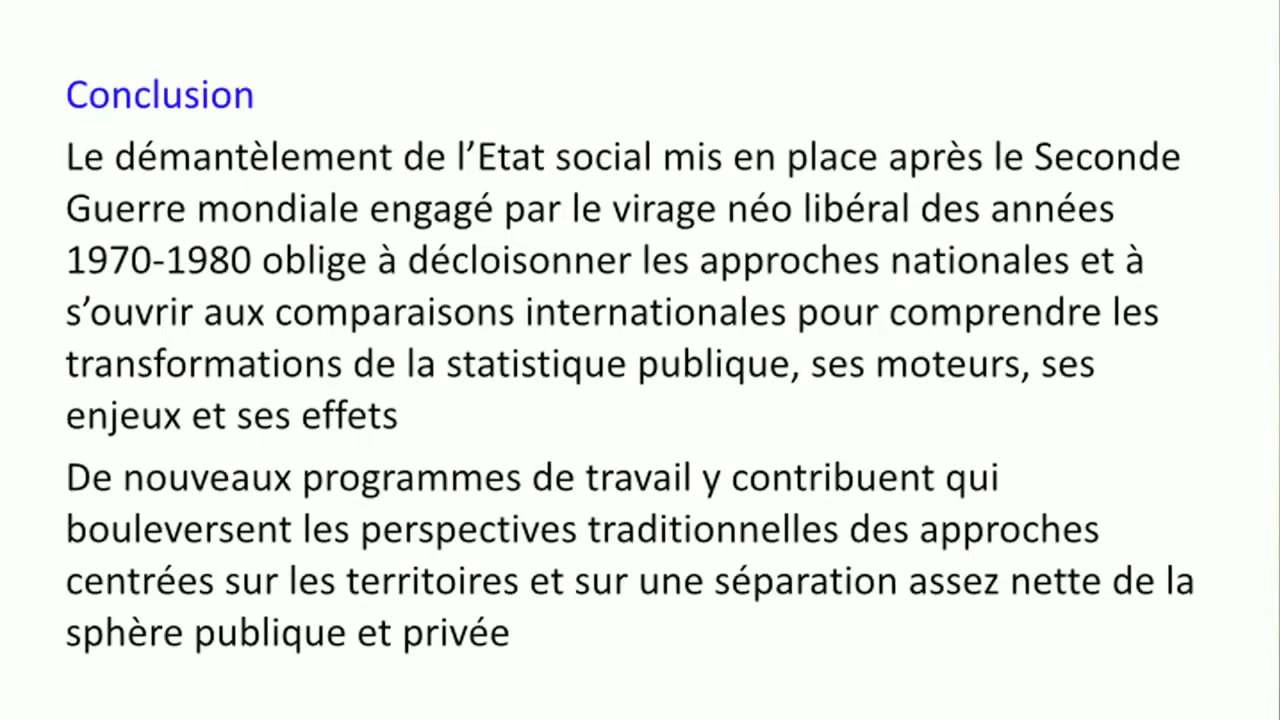 Conclusion
Le démantèlement de l’Etat social mis en place après le Seconde
Guerre mondiale engagé par le virage néo libéral des années
1970-1980 oblige à décloisonner les approches nationales et à
s’ouvrir aux comparaisons internationales pour comprendre les
transformations de la statistique publique, ses moteurs, ses
enjeux et ses effets
De nouveaux programmes de travail y contribuent qui
bouleversent les perspectives traditionnelles des approches
centrées sur les territoires et sur une séparation assez nette de la
sphère publique et privée